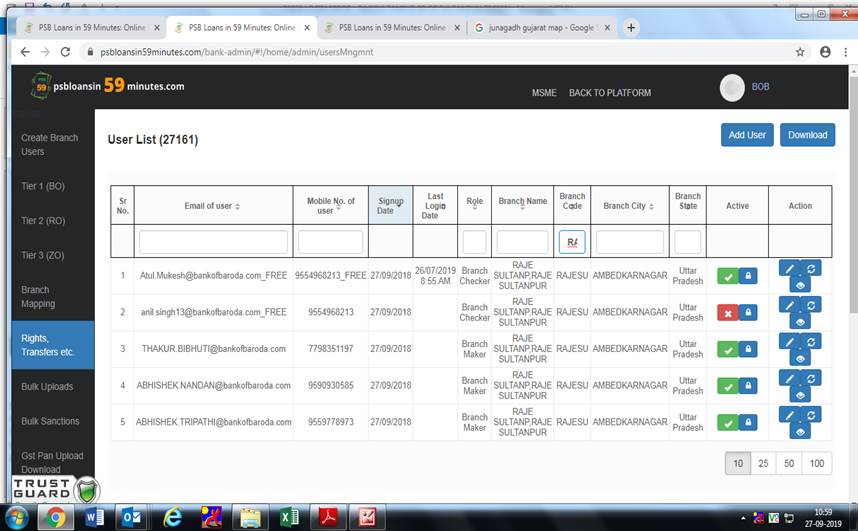 PSB Loans in 59 Minutes: Online
PSB Loans in 59 Minutes: Online
PSB Loans in 59 Minutes: Online
junagadh gujarat map - Google
psbloansin59minutes.com/bank-admin/#!/home/admin/usersMngmnt
PSB 59 psbloansin 59 minutes.com
MSME BACK TO PLATFORM BOB
Create Branch
Users
Tier 1 (BO)
Tier 2 (RO)
Tier 3 (ZO)
Branch
Mapping
Rights,
Transfers etc.
Bulk Uploads
Bulk Sanctions
Gst Pan Upload
Download
TRUST
GUARD
User List (27161)
Add User Download
Sr No. Email of user Mobile No. of user Signup Date Last Login Date Role Branch Name Branch Code Branch City Branch State Active Action
1 Atul.Mukesh@bankofbaroda.com_FREE 9554968213_FREE 27/09/2018 26/07/2019 8:55 AM Branch Checker RAJE SULTANP,RAJE SULTANPUR RAJESU AMBEDKARNAGAR Uttar Pradesh
2 anil.singh13@bankofbaroda.com_FREE 9554968213 27/09/2018 Branch Checker RAJE SULTANP,RAJE SULTANPUR RAJESU AMBEDKARNAGAR Uttar Pradesh
3 THAKUR.BIBHUTI@bankofbaroda.com 7798351197 27/09/2018 Branch Maker RAJE SULTANP,RAJE SULTANPUR RAJESU AMBEDKARNAGAR Uttar Pradesh
4 ABHISHEK.NANDAN@bankofbaroda.com 9590930585 27/09/2018 Branch Maker RAJE SULTANP,RAJE SULTANPUR RAJESU AMBEDKARNAGAR Uttar Pradesh
5 ABHISHEK.TRIPATHI@bankofbaroda.com 9559778973 27/09/2018 Branch Maker RAJE SULTANP,RAJE SULTANPUR RAJESU AMBEDKARNAGAR Uttar Pradesh
10 25 50 100
10:59
27-09-2019